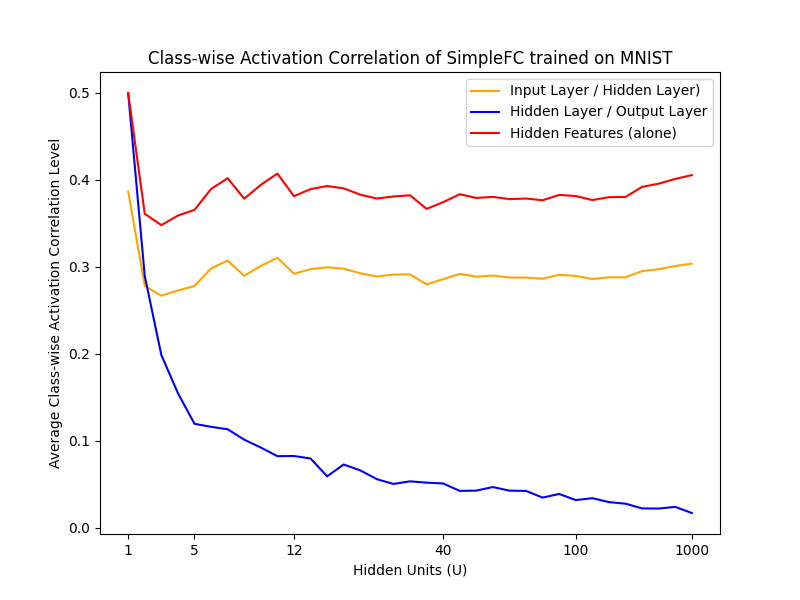 Class-wise Activation Correlation of SimpleFC trained on MNIST
Input Layer / Hidden Layer)
Hidden Layer / Output Layer
Hidden Features (alone)
Average Class-wise Activation Correlation Level
0.5
0.4
0.3
0.2
0.1
0.0
1 5 12 40 100 1000
Hidden Units (U)